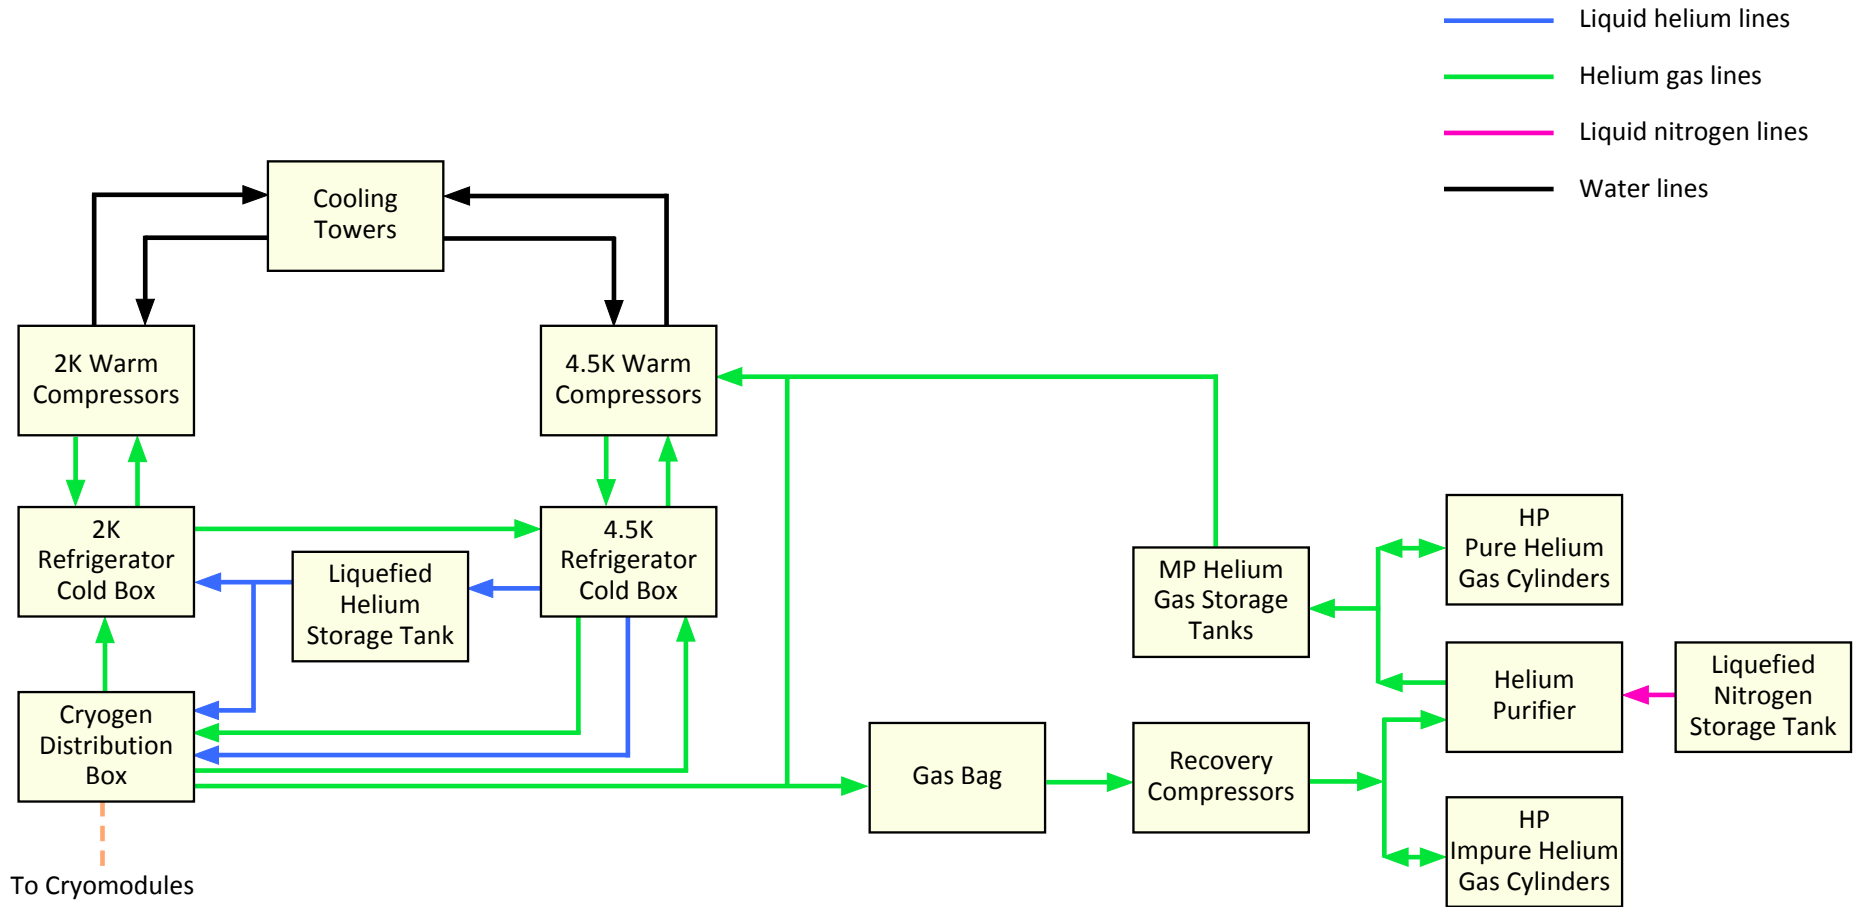 Liquid helium lines
Helium gas lines
Liquid nitrogen lines
Water lines
Cooling
Towers
2K Warm
Compressors
4.5K Warm
Compressors
2K
Refrigerator
Cold Box
Liquefied
Helium
Storage Tank
4.5K
Refrigerator
Cold Box
MP Helium
Gas Storage
Tanks
HP
Pure Helium
Gas Cylinders
Helium
Purifier
Liquefied
Nitrogen
Storage Tank
Cryogen
Distribution
Box
Gas Bag
Recovery
Compressors
HP
Impure Helium
Gas Cylinders
To Cryomodules